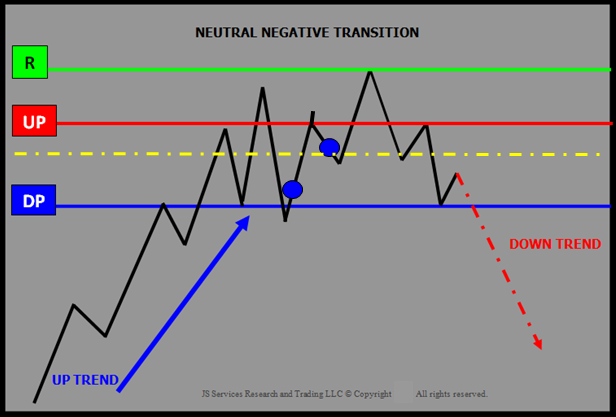 NEUTRAL NEGATIVE TRANSITION
R
UP
DP
DOWN TREND
UP TREND
JS Services Research and Trading LLC © Copyright All rights reserved.